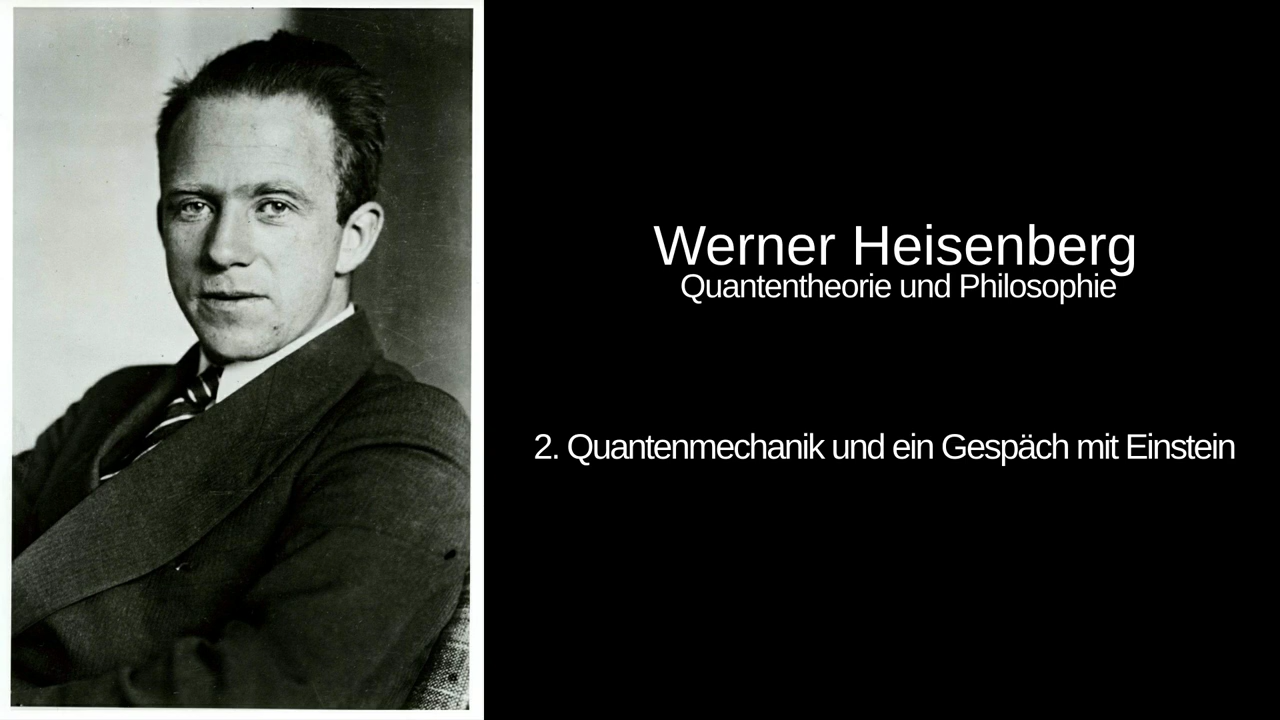 Werner Heisenberg
Quantentheorie und Philosophie
2. Quantenmechanik und ein Gespäch mit Einstein